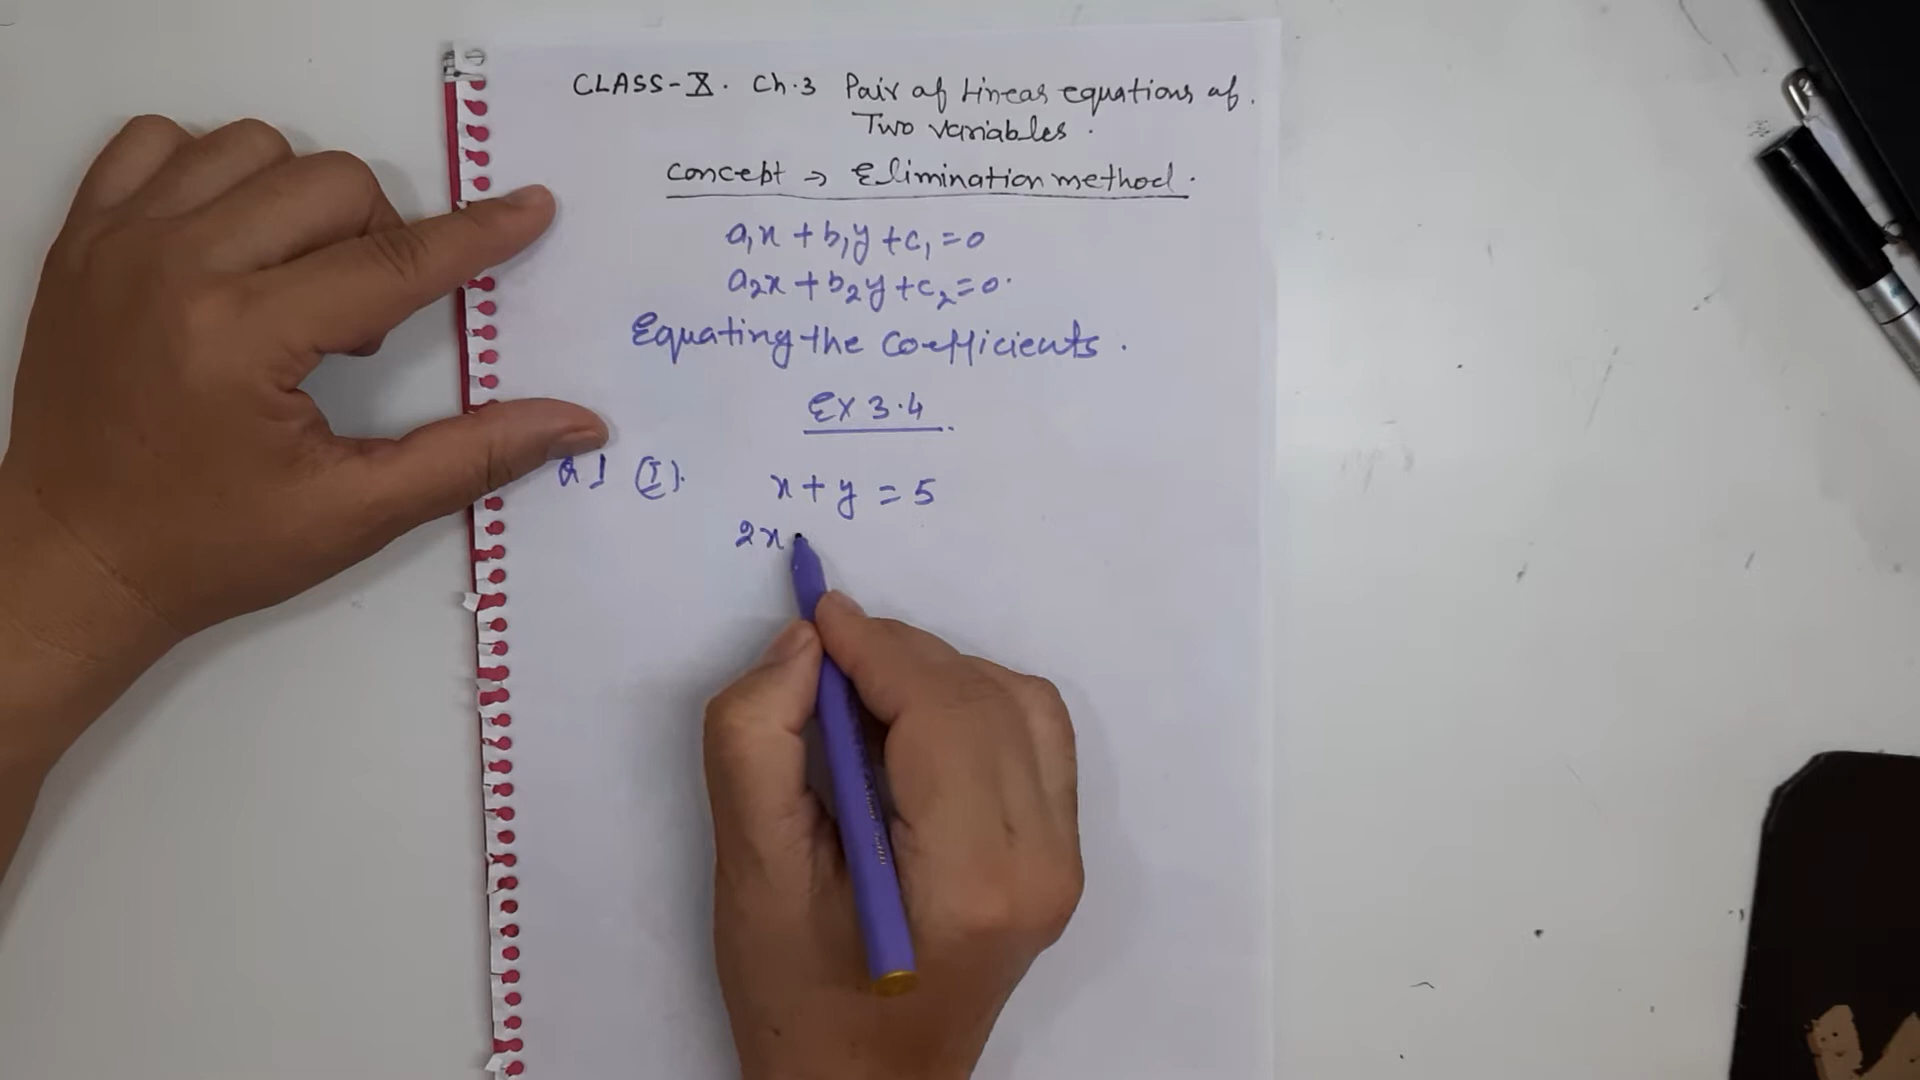 CLASS-X. Ch.3 Pair of Linear equations of.
Two variables.
Concept → Elimination method.
a₁x + b₁y + c₁ = 0
a₂x + b₂y + c₂ = 0.
Equating the coefficients.
EX 3.4
Q1 (I). x + y = 5
2x